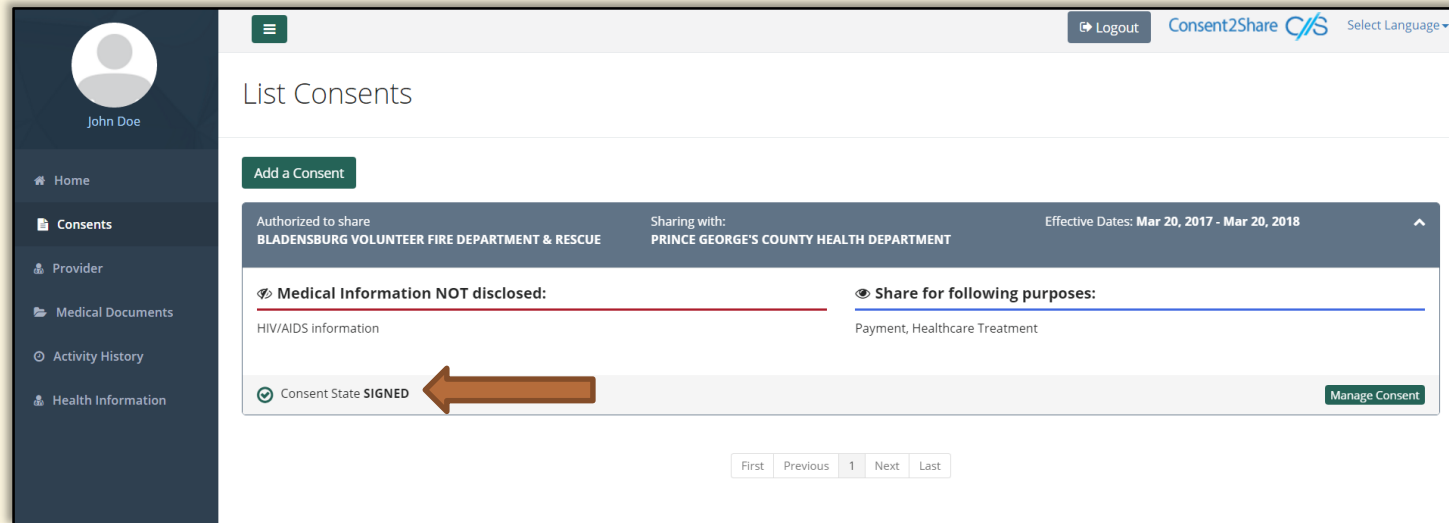 Logout
Consent2Share C//S
Select Language
John Doe
List Consents
Home
Consents
Provider
Medical Documents
Activity History
Health Information
Add a Consent
Authorized to share
BLADENSBURG VOLUNTEER FIRE DEPARTMENT & RESCUE
Sharing with:
PRINCE GEORGE'S COUNTY HEALTH DEPARTMENT
Effective Dates: Mar 20, 2017 - Mar 20, 2018
Medical Information NOT disclosed:
HIV/AIDS information
Share for following purposes:
Payment, Healthcare Treatment
Consent State SIGNED
Manage Consent
First Previous 1 Next Last